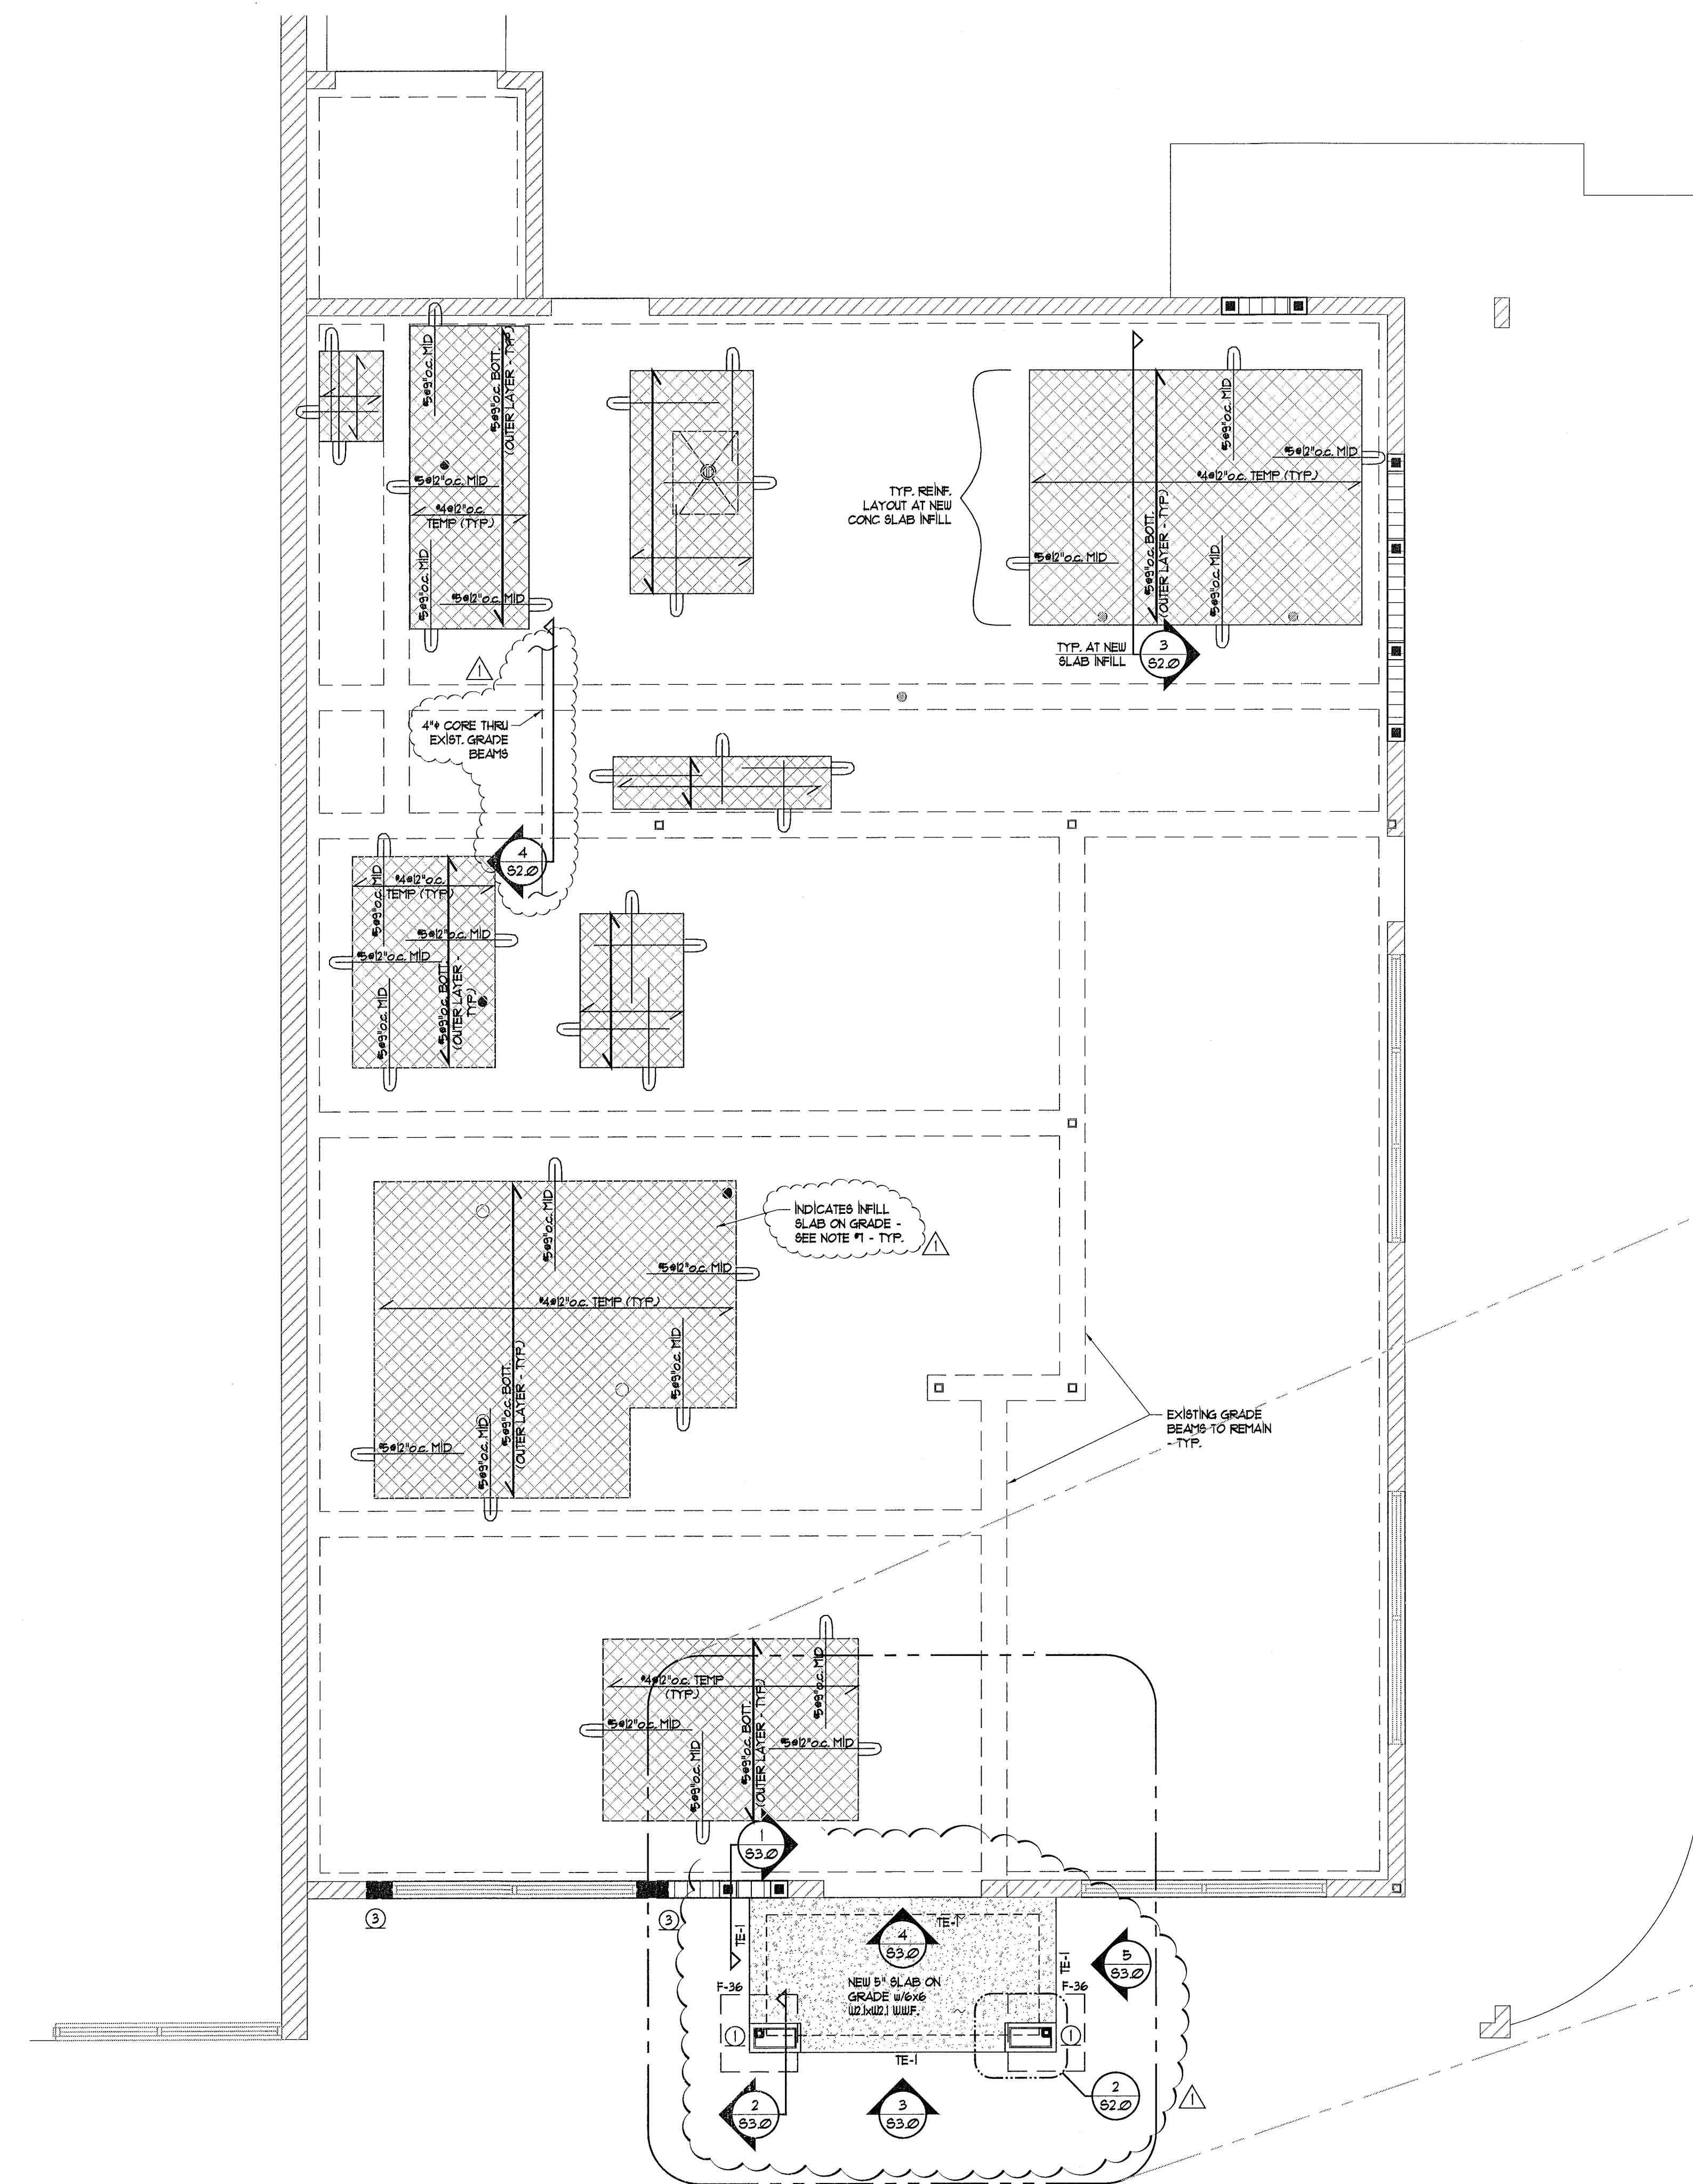 #5@9"o.c. MID
#5@9"o.c. BOTT.
(OUTER LAYER - TYP)
#5@12"o.c. MID
#4@12"o.c.
TEMP (TYP.)
#5@9"o.c. MID
#5@12"o.c. MID
TYP. REINF.
LAYOUT AT NEW
CONC SLAB INFILL
#5@9"o.c. MID
#5@12"o.c. MID
#4@12"o.c. TEMP (TYP.)
#5@9"o.c. BOTT.
(OUTER LAYER - TYP)
#5@12"o.c. MID
#5@9"o.c. MID
TYP. AT NEW
SLAB INFILL
3
S2.0
1
4"ø CORE THRU
EXIST. GRADE
BEAMS
4
S2.0
#5@9"o.c. MID
#4@12"o.c.
TEMP (TYP.)
#5@12"o.c. MID
#5@12"o.c. MID
#5@9"o.c. MID
#5@9"o.c. BOTT.
(OUTER LAYER -
TYP)
INDICATES INFILL
SLAB ON GRADE -
SEE NOTE #7 - TYP.
1
#5@9"o.c. MID
#5@12"o.c. MID
#4@12"o.c. TEMP (TYP.)
#5@9"o.c. MID
#5@9"o.c. BOTT.
(OUTER LAYER - TYP.)
#5@12"o.c. MID
#5@9"o.c. MID
EXISTING GRADE
BEAMS TO REMAIN
- TYP.
#4@12"o.c. TEMP
(TYP.)
#5@9"o.c. MID
#5@12"o.c. MID
#5@9"o.c. BOTT.
(OUTER LAYER - TYP.)
#5@12"o.c. MID
#5@9"o.c. MID
1
S3.0
3
3
TE-1
TE-1
4
S3.0
TE-1
5
S3.0
F-36
NEW 5" SLAB ON
GRADE w/6x6
W2.1xW2.1 W.W.F.
F-36
1
1
TE-1
2
S3.0
3
S3.0
2
S2.0
1